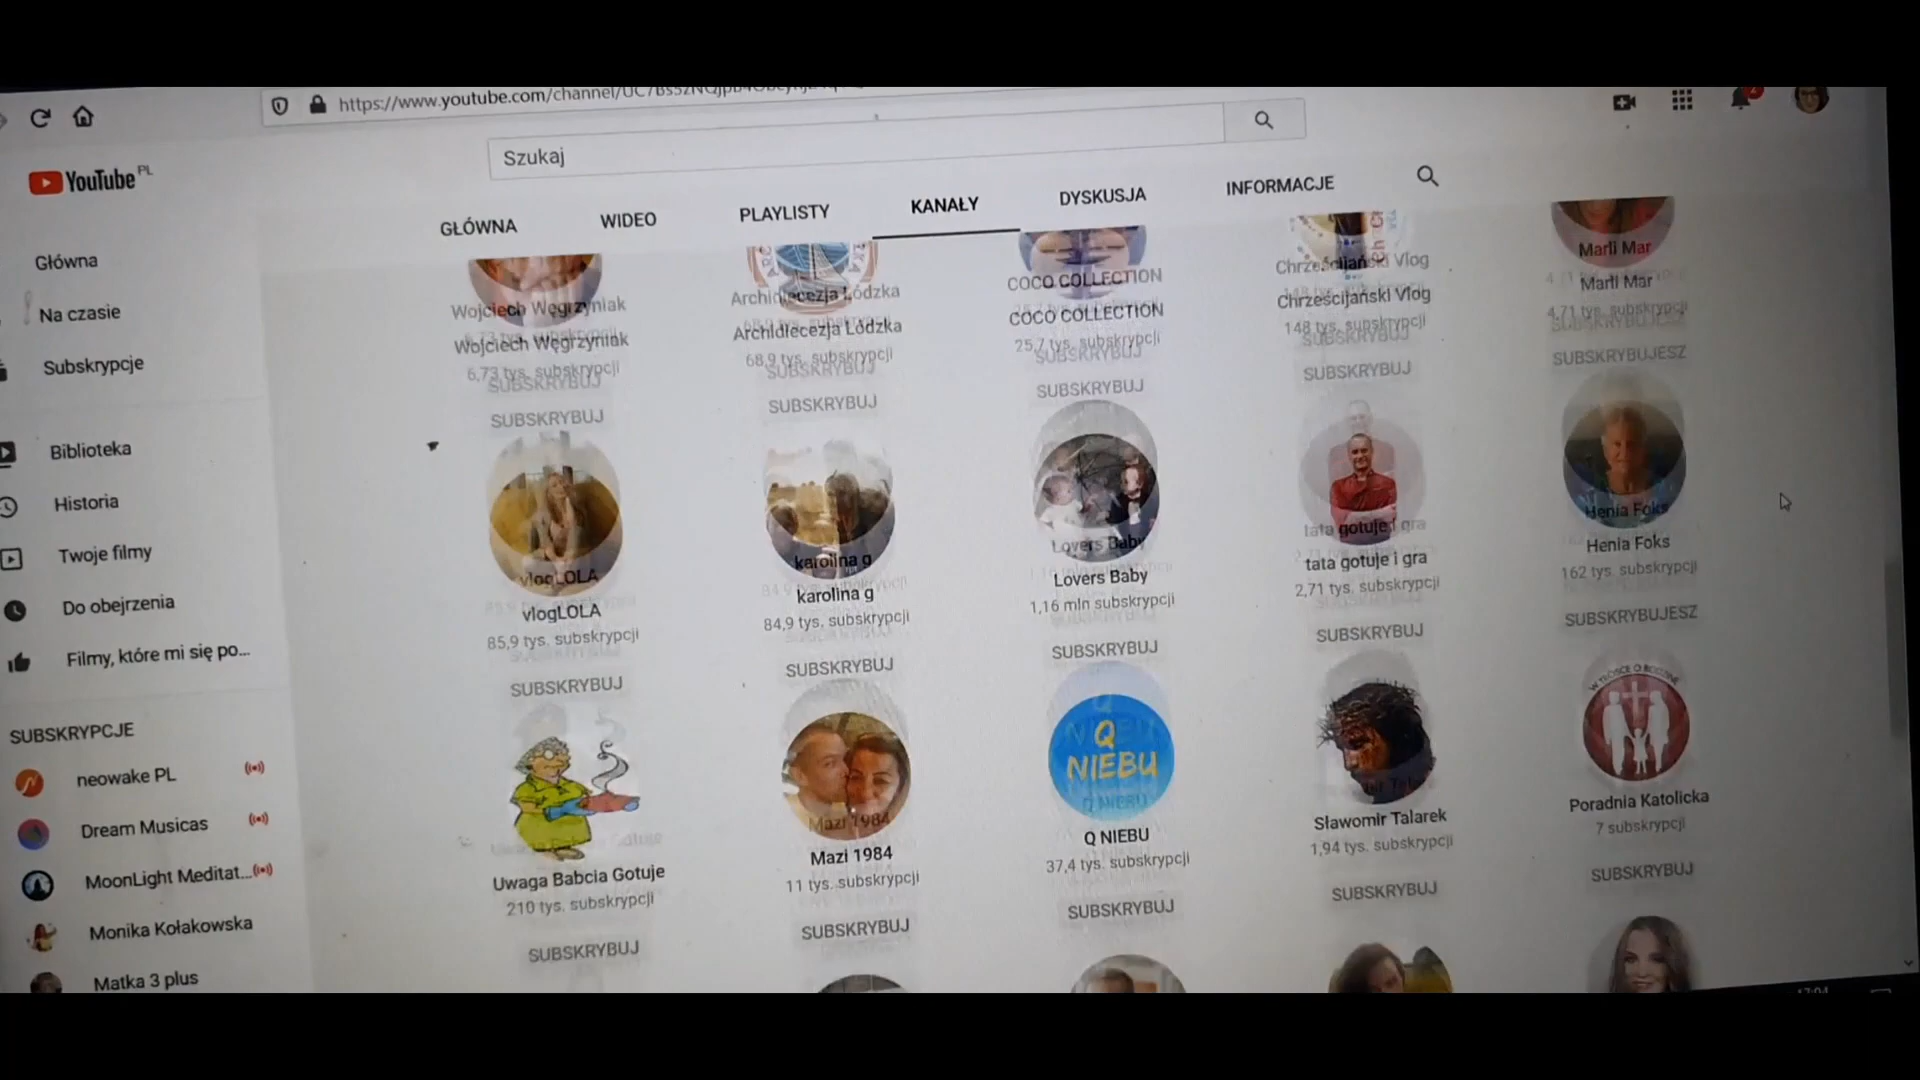 https://www.youtube.com/channel/
YouTube PL
Szukaj
GŁÓWNA
WIDEO
PLAYLISTY
KANAŁY
DYSKUSJA
INFORMACJE
Główna
Na czasie
Subskrypcje
Biblioteka
Historia
Twoje filmy
Do obejrzenia
Filmy, które mi się po...
SUBSKRYPCJE
neowake PL
Dream Musicas
MoonLight Meditat...
Monika Kołakowska
Matka 3 plus
Wojciech Węgrzyniak
6,73 tys. subskrypcji
SUBSKRYBUJ
Archidiecezja Łódzka
68,9 tys. subskrypcji
SUBSKRYBUJ
COCO COLLECTION
25,7 tys. subskrypcji
SUBSKRYBUJ
Chrześcijański Vlog
148 tys. subskrypcji
SUBSKRYBUJ
Marli Mar
4,71 tys. subskrypcji
SUBSKRYBUJESZ
vlogLOLA
85,9 tys. subskrypcji
SUBSKRYBUJ
karolina g
84,9 tys. subskrypcji
SUBSKRYBUJ
Lovers Baby
1,16 mln subskrypcji
SUBSKRYBUJ
tata gotuje i gra
2,71 tys. subskrypcji
SUBSKRYBUJ
Henia Foks
162 tys. subskrypcji
SUBSKRYBUJESZ
Uwaga Babcia Gotuje
210 tys. subskrypcji
SUBSKRYBUJ
Mazi 1984
11 tys. subskrypcji
SUBSKRYBUJ
Q
NIEBU
Q NIEBU
37,4 tys. subskrypcji
SUBSKRYBUJ
Sławomir Talarek
1,94 tys. subskrypcji
SUBSKRYBUJ
W TROSCE O RODZINĘ
Poradnia Katolicka
7 subskrypcji
SUBSKRYBUJ